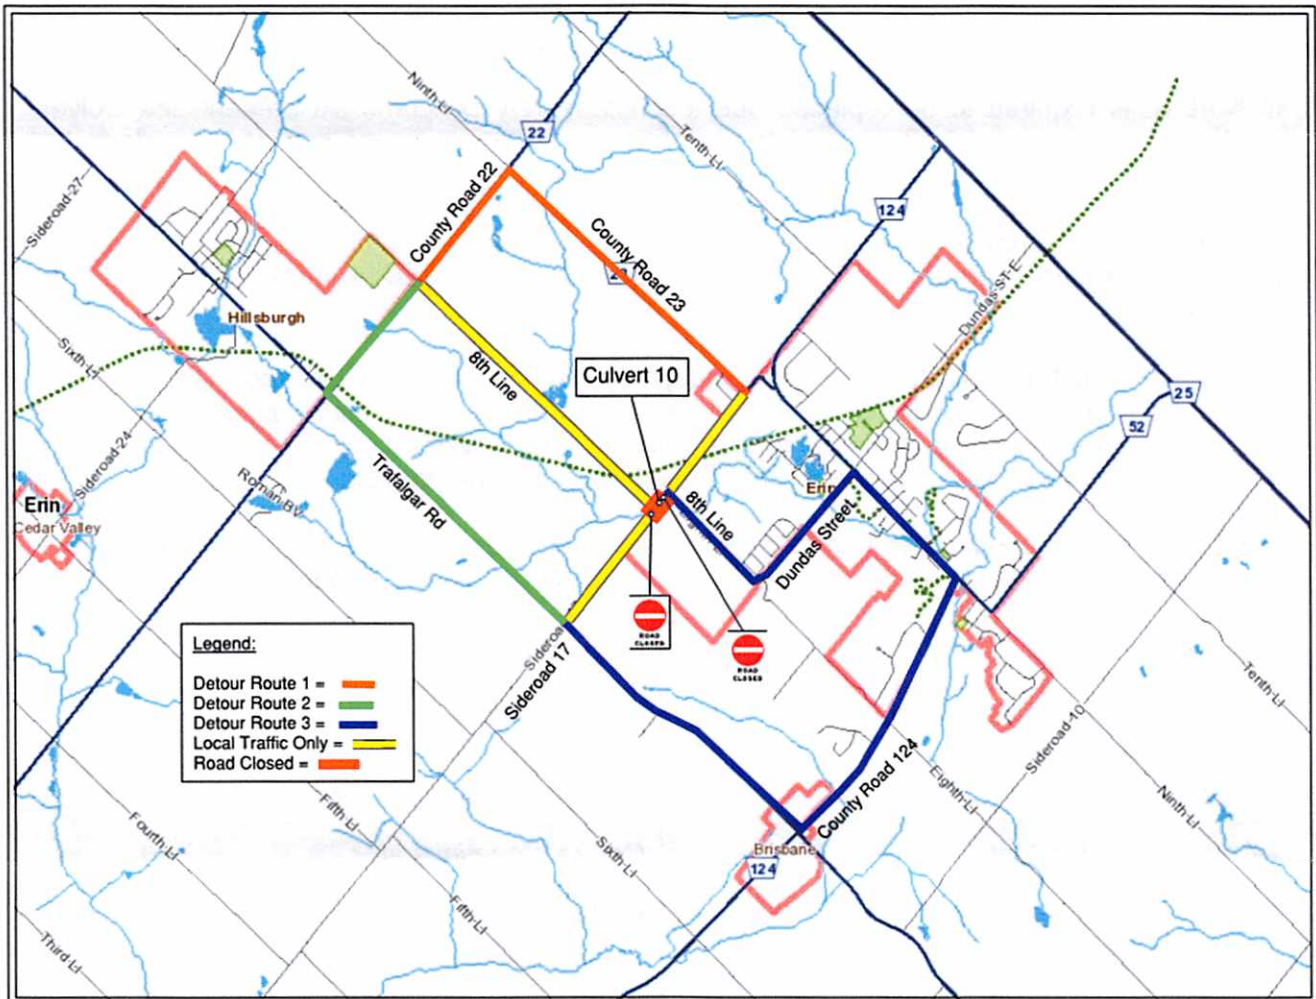 Ninth LI
22
Tenth LI
Sideroad-27
County Road 22
124
County Road 23
Dundas ST E
Hillsburgh
Sixth LI
8th Line
Culvert 10
25
52
Sideroad-24
Trafalgar Rd
Erin
Cedar Valley
Roman BV
Erin
8th Line
Dundas Street
ROAD
CLOSED
ROAD
CLOSED
Sideroa
Sideroad 17
Legend:
Detour Route 1 =
Detour Route 2 =
Detour Route 3 =
Local Traffic Only =
Road Closed =
Tenth LI
Sideroad-10
County Road 124
Eighth LI
Ninth LI
Fourth LI
Fifth LI
Sixth LI
Brisbane
124
Fifth LI
Third LI